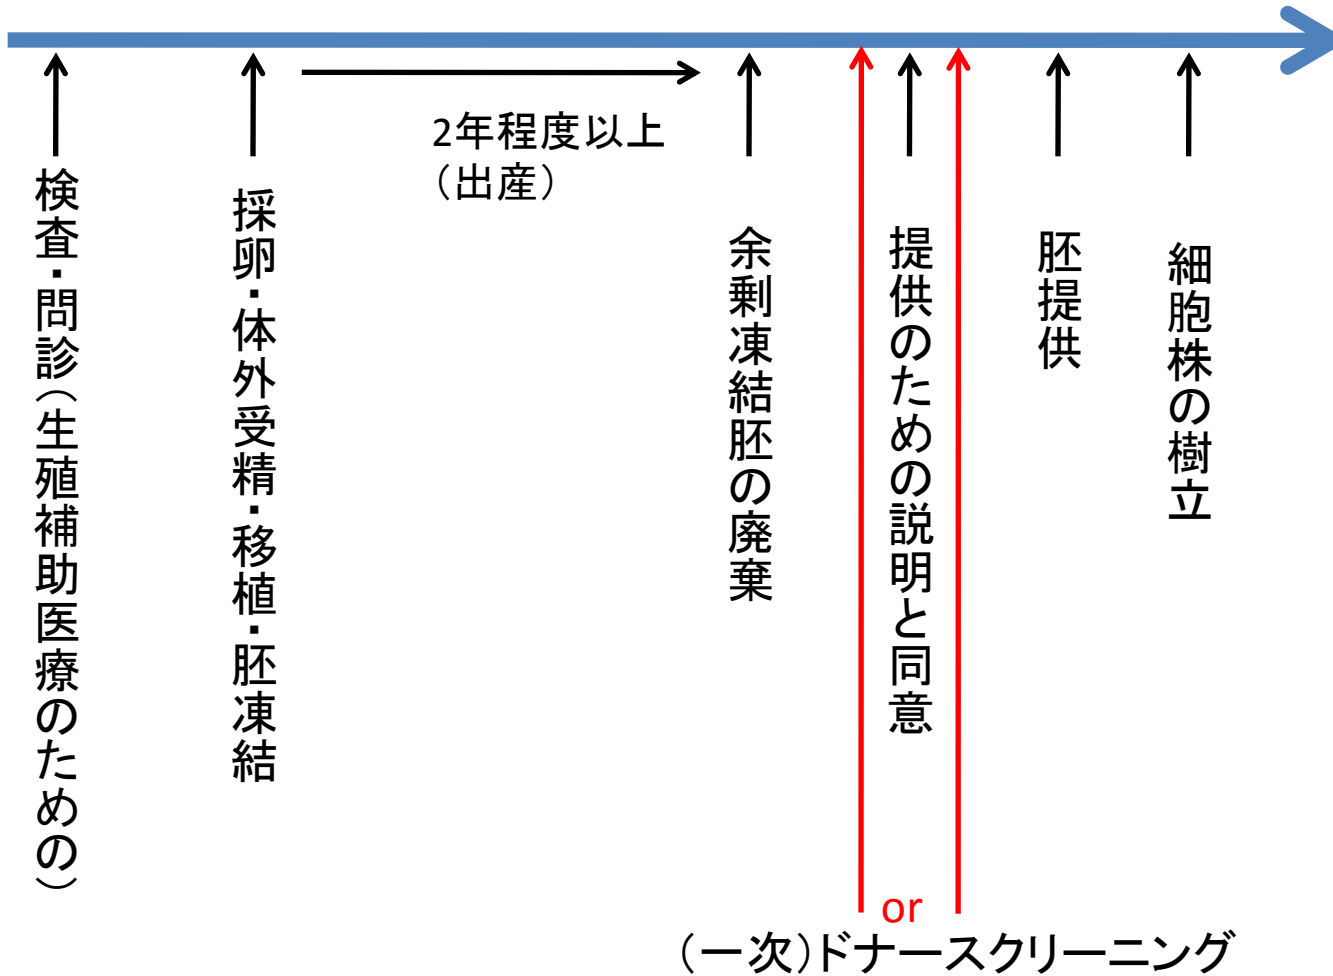 2年程度以上
（出産）
検査・問診（生殖補助医療のための）
採卵・体外受精・移植・胚凍結
余剰凍結胚の廃棄
提供のための説明と同意
胚提供
細胞株の樹立
or
（一次）ドナースクリーニング